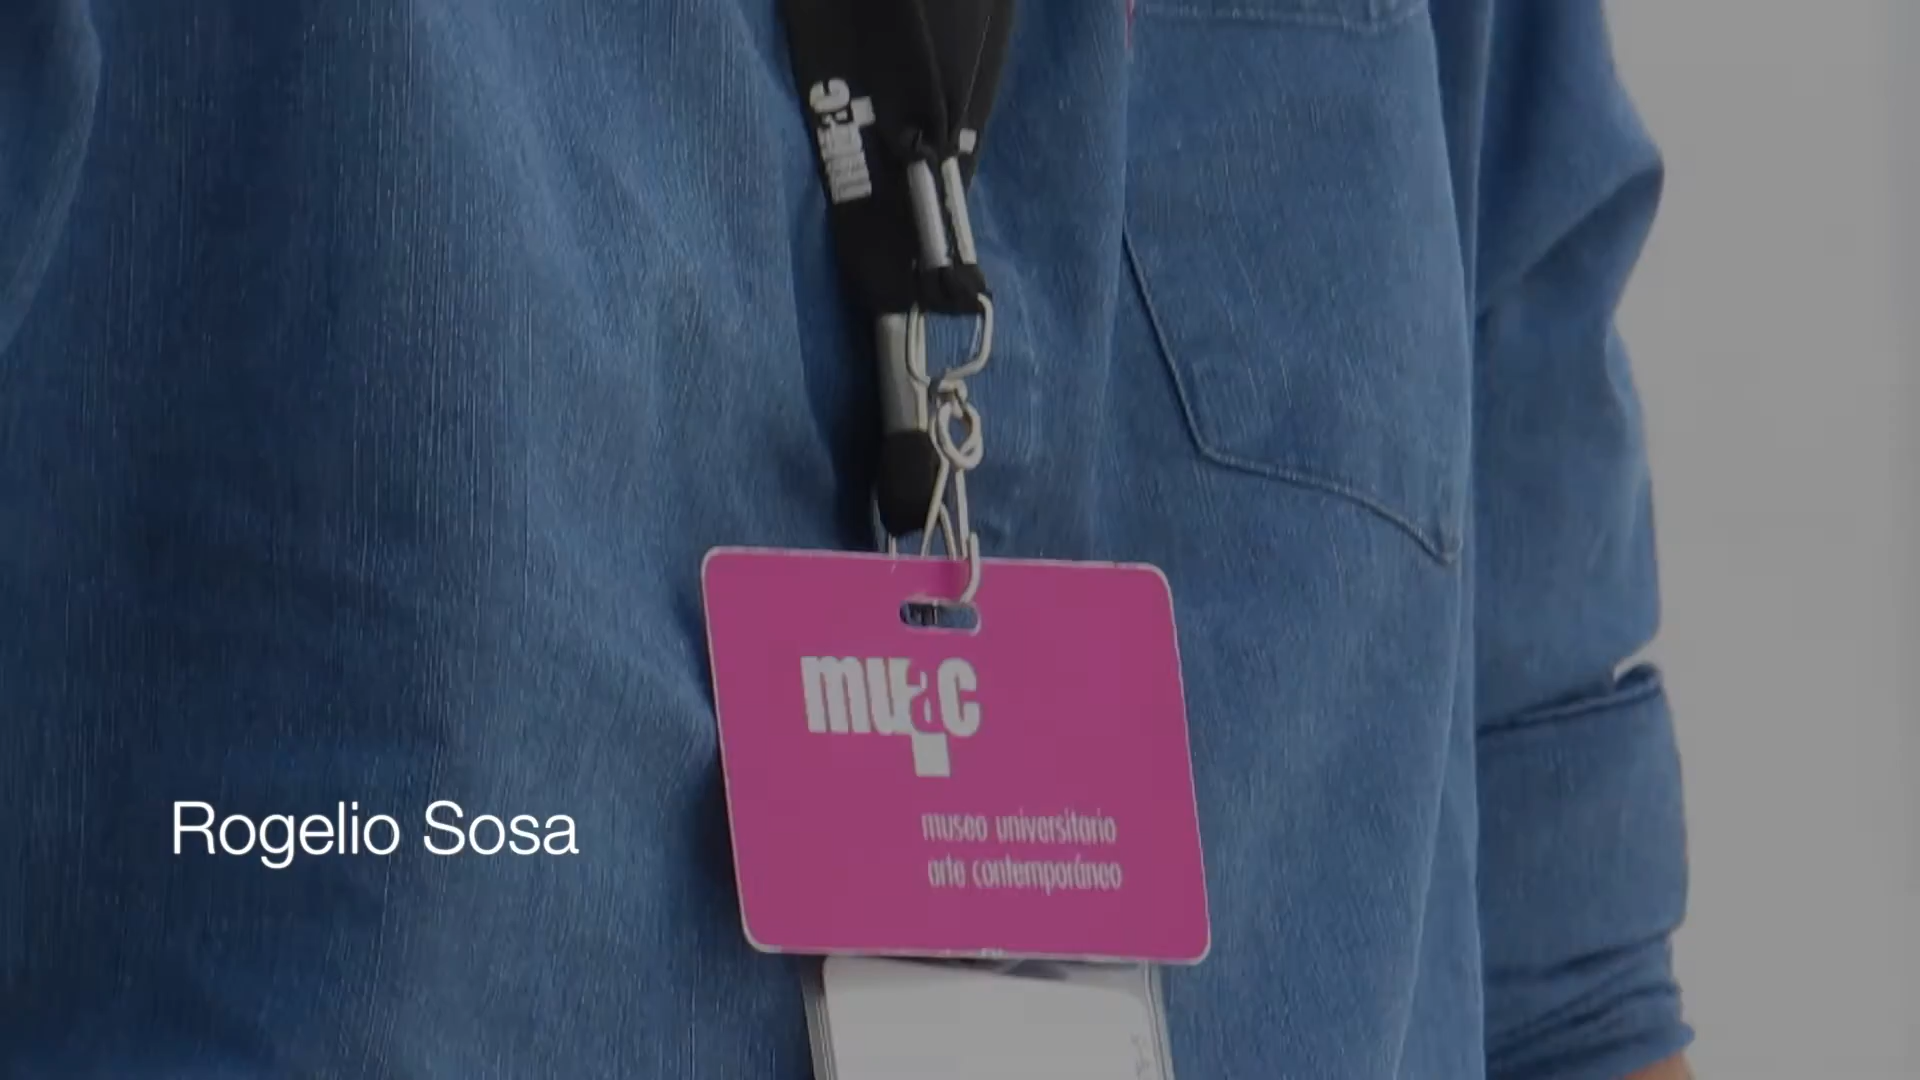 muac
muac
museo universitario
arte contemporáneo
Rogelio Sosa